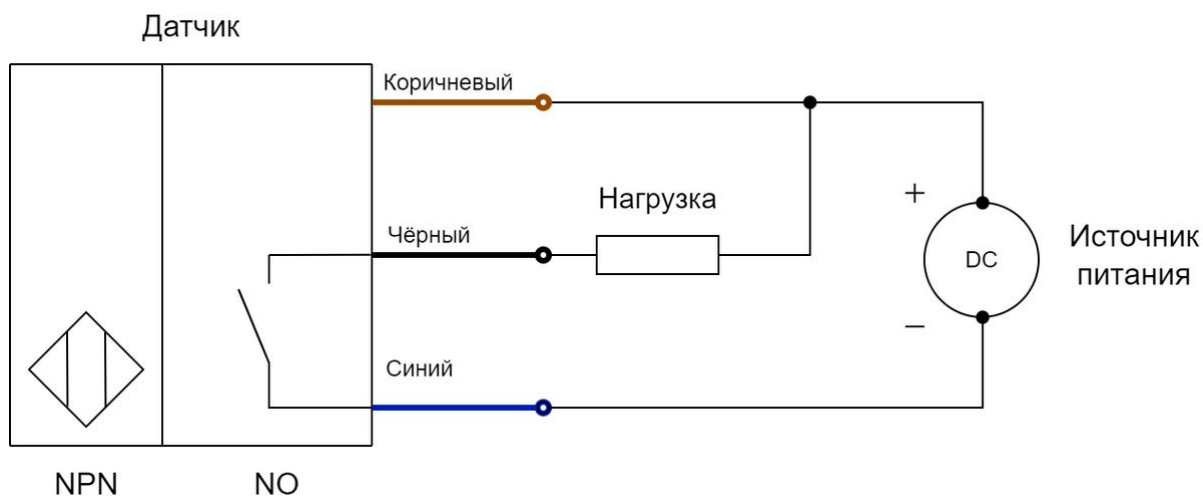 Датчик
Коричневый
Нагрузка
Чёрный
+
DC
Источник
питания
−
Синий
NPN
NO